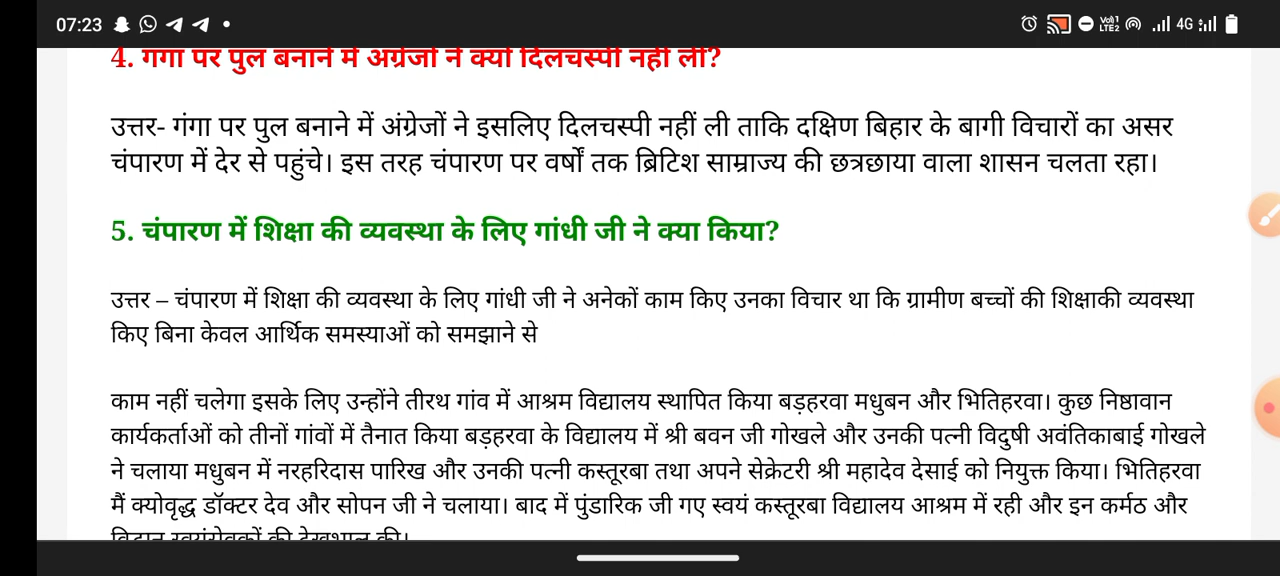 07:23
4G
4. गंगा पर पुल बनाने में अंग्रेजों ने क्यों दिलचस्पी नहीं ली?
उत्तर- गंगा पर पुल बनाने में अंग्रेजों ने इसलिए दिलचस्पी नहीं ली ताकि दक्षिण बिहार के बागी विचारों का असर
चंपारण में देर से पहुंचे। इस तरह चंपारण पर वर्षों तक ब्रिटिश साम्राज्य की छत्रछाया वाला शासन चलता रहा।
5. चंपारण में शिक्षा की व्यवस्था के लिए गांधी जी ने क्या किया?
उत्तर – चंपारण में शिक्षा की व्यवस्था के लिए गांधी जी ने अनेकों काम किए उनका विचार था कि ग्रामीण बच्चों की शिक्षाकी व्यवस्था
किए बिना केवल आर्थिक समस्याओं को समझाने से
काम नहीं चलेगा इसके लिए उन्होंने तीरथ गांव में आश्रम विद्यालय स्थापित किया बड़हरवा मधुबन और भितिहरवा। कुछ निष्ठावान
कार्यकर्ताओं को तीनों गांवों में तैनात किया बड़हरवा के विद्यालय में श्री बवन जी गोखले और उनकी पत्नी विदुषी अवंतिकाबाई गोखले
ने चलाया मधुबन में नरहरिदास पारिख और उनकी पत्नी कस्तूरबा तथा अपने सेक्रेटरी श्री महादेव देसाई को नियुक्त किया। भितिहरवा
मैं क्योवृद्ध डॉक्टर देव और सोपन जी ने चलाया। बाद में पुंडारिक जी गए स्वयं कस्तूरबा विद्यालय आश्रम में रही और इन कर्मठ और
विद्वान स्वयंसेवकों की देखभाल की।